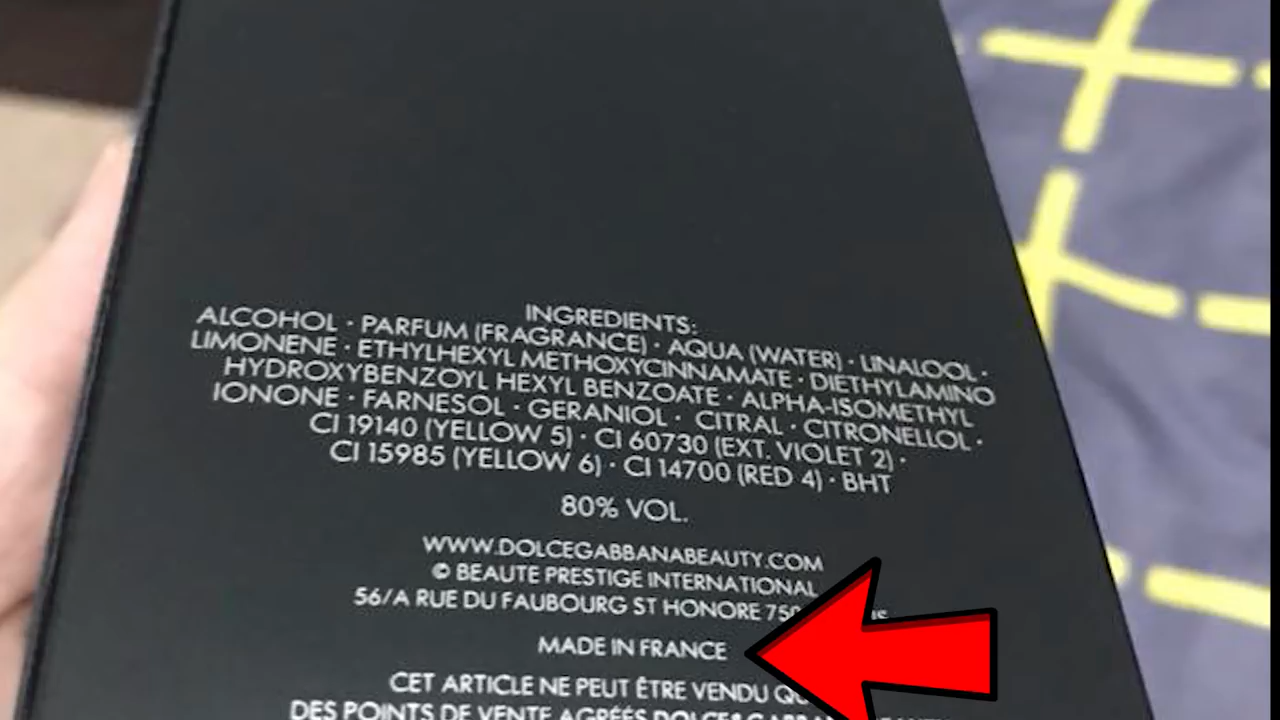 INGREDIENTS:
ALCOHOL · PARFUM (FRAGRANCE) · AQUA (WATER) · LINALOOL ·
LIMONENE · ETHYLHEXYL METHOXYCINNAMATE · DIETHYLAMINO
HYDROXYBENZOYL HEXYL BENZOATE · ALPHA-ISOMETHYL
IONONE · FARNESOL · GERANIOL · CITRAL · CITRONELLOL ·
CI 19140 (YELLOW 5) · CI 60730 (EXT. VIOLET 2) ·
CI 15985 (YELLOW 6) · CI 14700 (RED 4) · BHT
80% VOL.
WWW.DOLCEGABBANABEAUTY.COM
© BEAUTE PRESTIGE INTERNATIONAL
56/A RUE DU FAUBOURG ST HONORE
MADE IN FRANCE
CET ARTICLE NE PEUT ÊTRE VENDU
DES POINTS DE VENTE AGRÉÉS